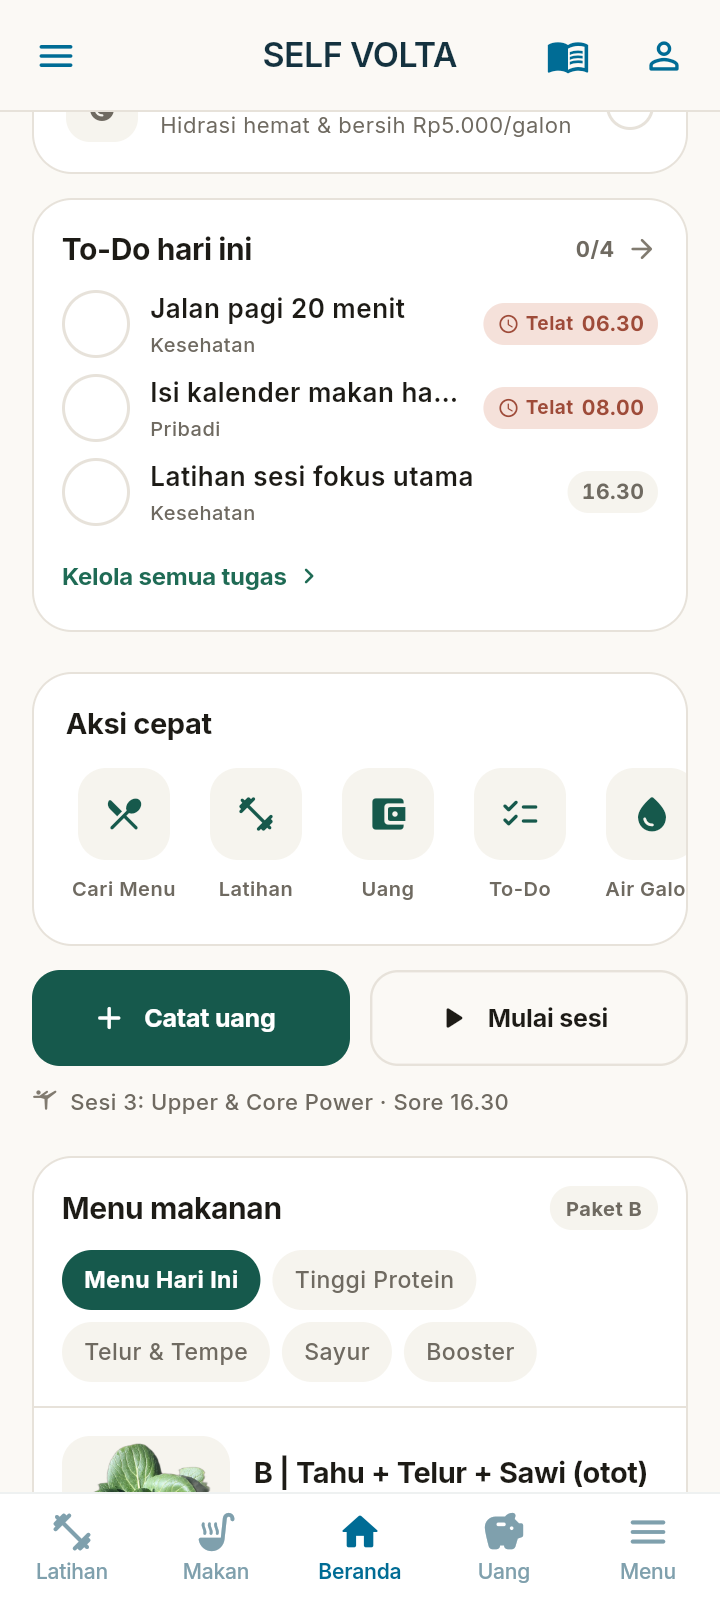 SELF VOLTA
Hidrasi hemat & bersih Rp5.000/galon
To-Do hari ini
0/4
Jalan pagi 20 menit
Kesehatan
Telat 06.30
Isi kalender makan ha...
Pribadi
Telat 08.00
Latihan sesi fokus utama
Kesehatan
16.30
Kelola semua tugas
Aksi cepat
Cari Menu
Latihan
Uang
To-Do
Air Galo
Catat uang
Mulai sesi
Sesi 3: Upper & Core Power · Sore 16.30
Menu makanan
Paket B
Menu Hari Ini
Tinggi Protein
Telur & Tempe
Sayur
Booster
B | Tahu + Telur + Sawi (otot)
Latihan
Makan
Beranda
Uang
Menu